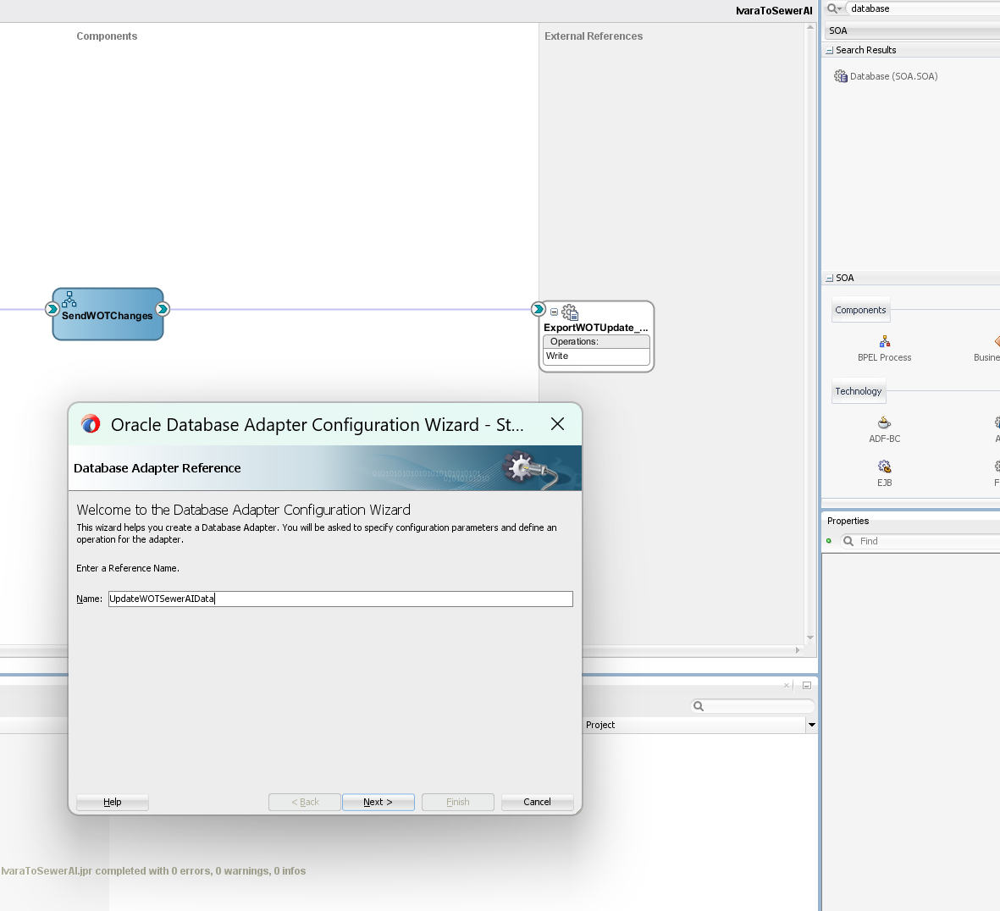 IvaraToSewerAI
database
Components
External References
SOA
Search Results
Database (SOA.SOA)
SendWOTChanges
ExportWOTUpdate_...
Operations:
Write
SOA
Components
BPEL Process
Busine
Technology
ADF-BC
A
EJB
F
Properties
Find
Oracle Database Adapter Configuration Wizard - St...
Database Adapter Reference
01010101010101010101010101
01010101010
Welcome to the Database Adapter Configuration Wizard
This wizard helps you create a Database Adapter. You will be asked to specify configuration parameters and define an
operation for the adapter.
Enter a Reference Name.
Name: UpdateWOTSewerAIData
Project
Help
< Back
Next >
Finish
Cancel
IvaraToSewerAI.jpr completed with 0 errors, 0 warnings, 0 infos